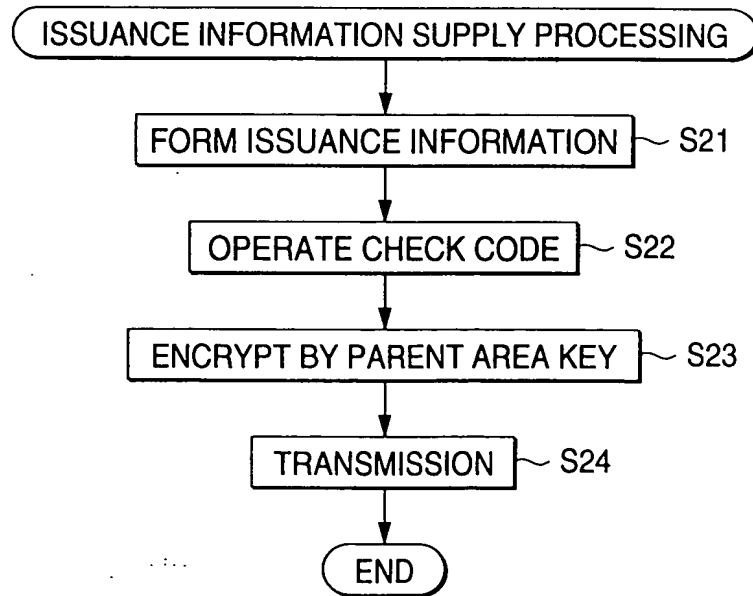 ISSUANCE INFORMATION SUPPLY PROCESSING
FORM ISSUANCE INFORMATION
S21
OPERATE CHECK CODE
S22
ENCRYPT BY PARENT AREA KEY
S23
TRANSMISSION
S24
END